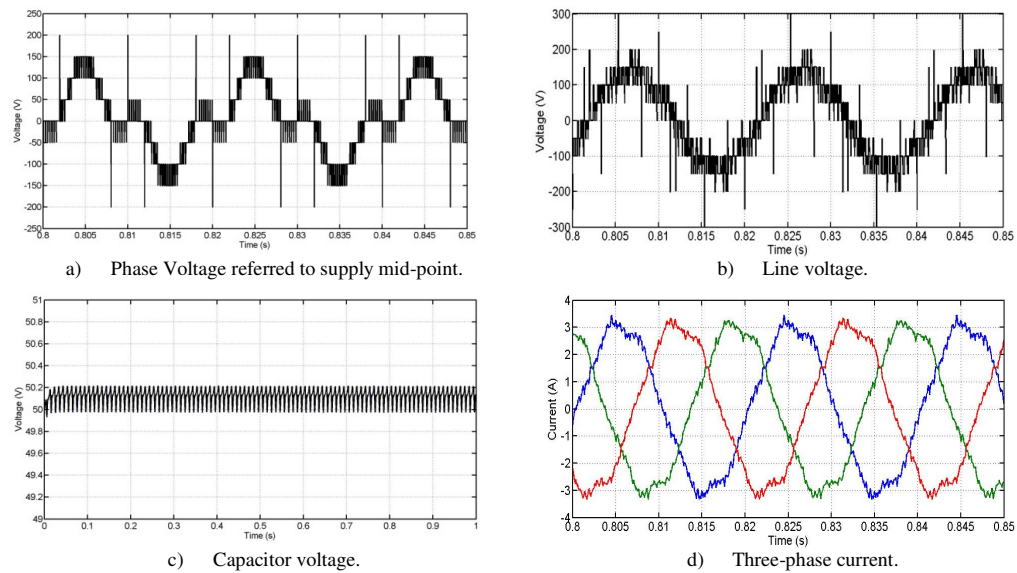 250
200
150
100
50
0
-50
-100
-150
-200
-250
Voltage (V)
0.8 0.805 0.81 0.815 0.82 0.825 0.83 0.835 0.84 0.845 0.85
Time (s)
a) Phase Voltage referred to supply mid-point.
300
200
100
0
-100
-200
-300
Voltage (V)
0.8 0.805 0.81 0.815 0.82 0.825 0.83 0.835 0.84 0.845 0.85
Time (s)
b) Line voltage.
51
50.8
50.6
50.4
50.2
50
49.8
49.6
49.4
49.2
49
Voltage (V)
0 0.1 0.2 0.3 0.4 0.5 0.6 0.7 0.8 0.9 1
Time (s)
c) Capacitor voltage.
4
3
2
1
0
-1
-2
-3
-4
Current (A)
0.8 0.805 0.81 0.815 0.82 0.825 0.83 0.835 0.84 0.845 0.85
Time (s)
d) Three-phase current.